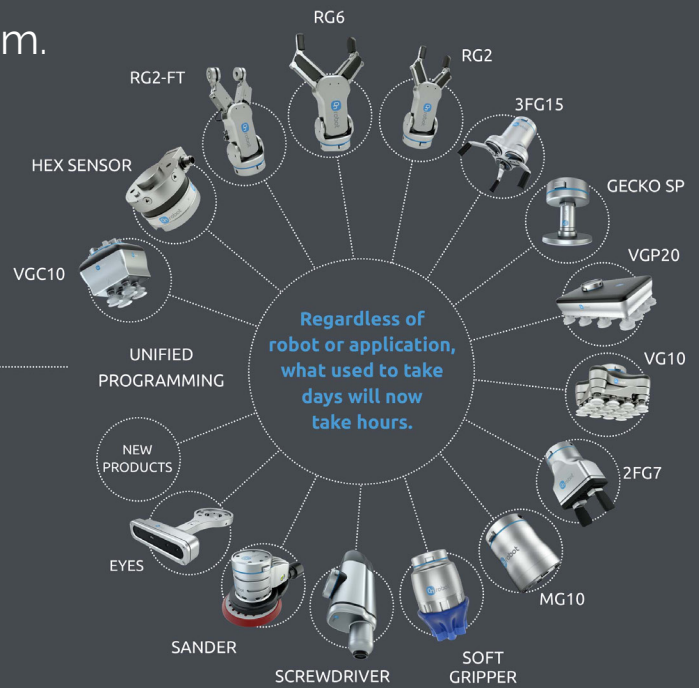 m.
RG6
RG2-FT
RG2
3FG15
HEX SENSOR
GECKO SP
VGC10
VGP20
Regardless of
robot or application,
what used to take
days will now
take hours.
UNIFIED
PROGRAMMING
VG10
NEW
PRODUCTS
2FG7
EYES
MG10
SANDER
SCREWDRIVER
SOFT
GRIPPER